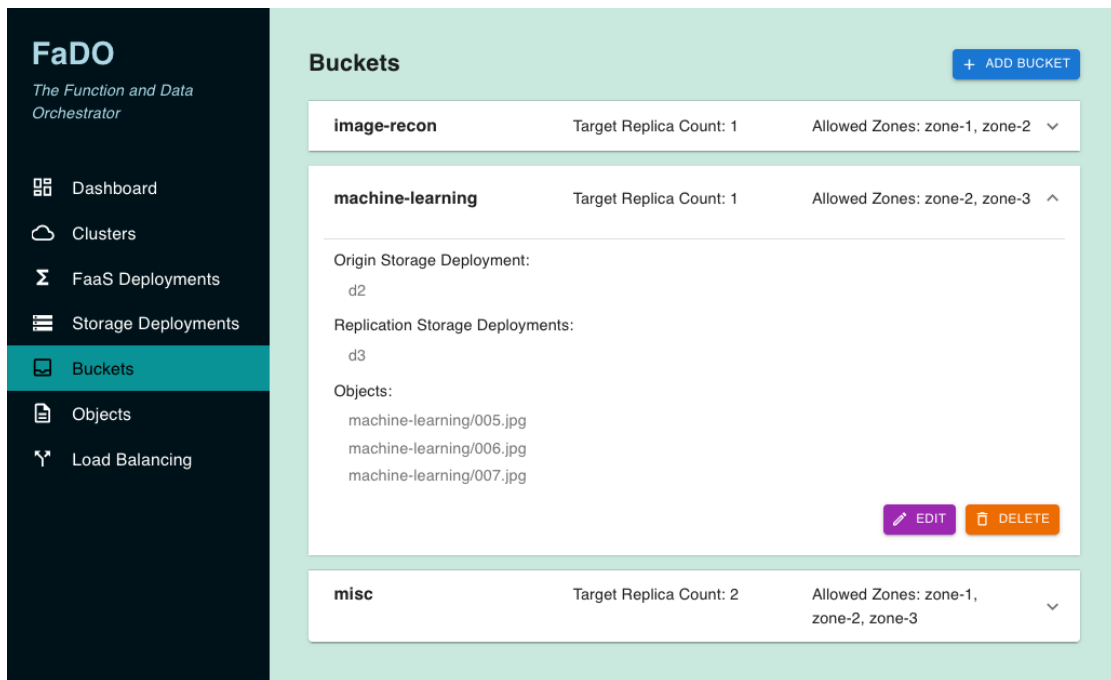 FaDO
The Function and Data
Orchestrator
Dashboard
Clusters
FaaS Deployments
Storage Deployments
Buckets
Objects
Load Balancing
Buckets
+ ADD BUCKET
image-recon Target Replica Count: 1 Allowed Zones: zone-1, zone-2
machine-learning Target Replica Count: 1 Allowed Zones: zone-2, zone-3
Origin Storage Deployment:
d2
Replication Storage Deployments:
d3
Objects:
machine-learning/005.jpg
machine-learning/006.jpg
machine-learning/007.jpg
EDIT DELETE
misc Target Replica Count: 2 Allowed Zones: zone-1,
zone-2, zone-3